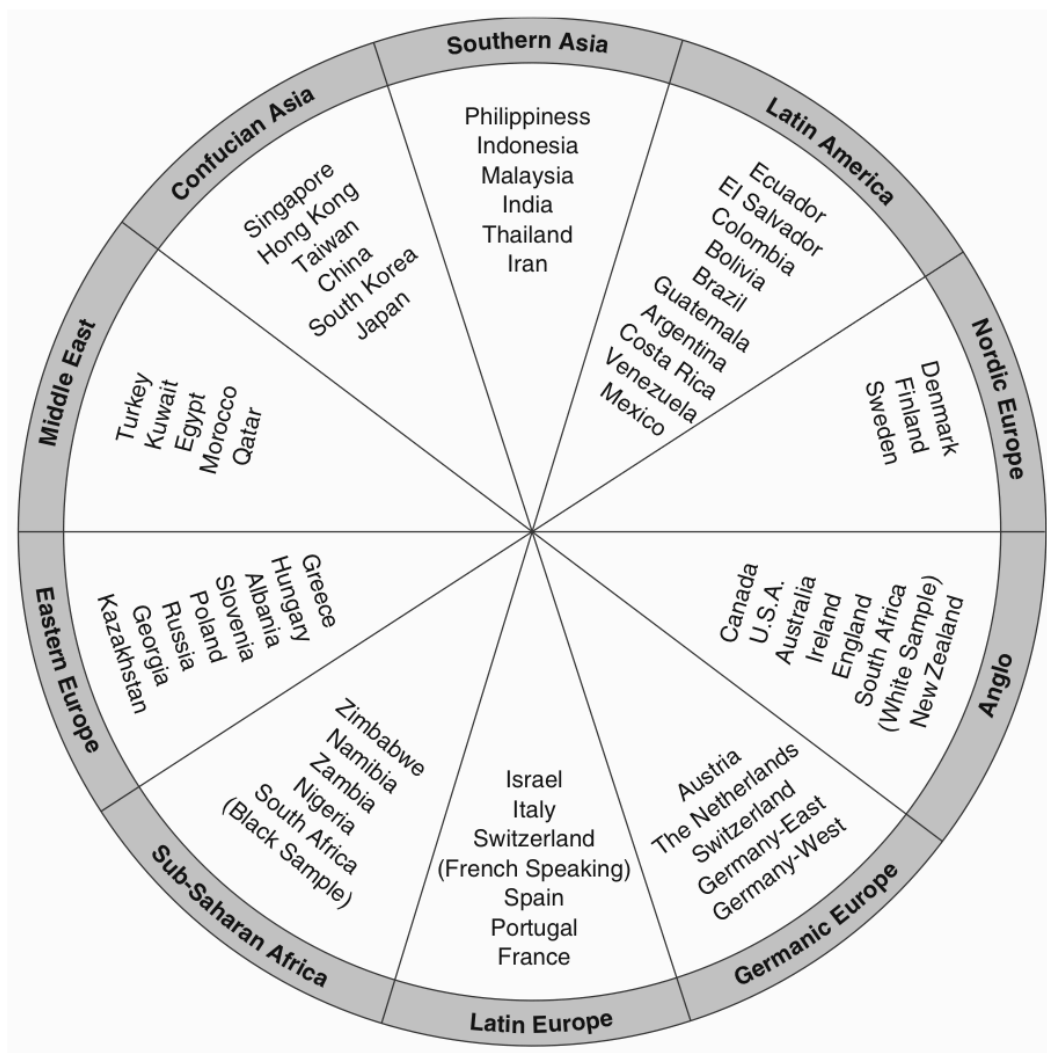 Southern Asia
Philippiness
Indonesia
Malaysia
India
Thailand
Iran
Latin America
Ecuador
El Salvador
Colombia
Bolivia
Brazil
Guatemala
Argentina
Costa Rica
Venezuela
Mexico
Nordic Europe
Denmark
Finland
Sweden
Anglo
Canada
U.S.A.
Australia
Ireland
England
South Africa
(White Sample)
New Zealand
Germanic Europe
Austria
The Netherlands
Switzerland
Germany-East
Germany-West
Latin Europe
Israel
Italy
Switzerland
(French Speaking)
Spain
Portugal
France
Sub-Saharan Africa
Zimbabwe
Namibia
Zambia
Nigeria
South Africa
(Black Sample)
Eastern Europe
Greece
Hungary
Albania
Slovenia
Poland
Russia
Georgia
Kazakhstan
Middle East
Turkey
Kuwait
Egypt
Morocco
Qatar
Confucian Asia
Singapore
Hong Kong
Taiwan
China
South Korea
Japan